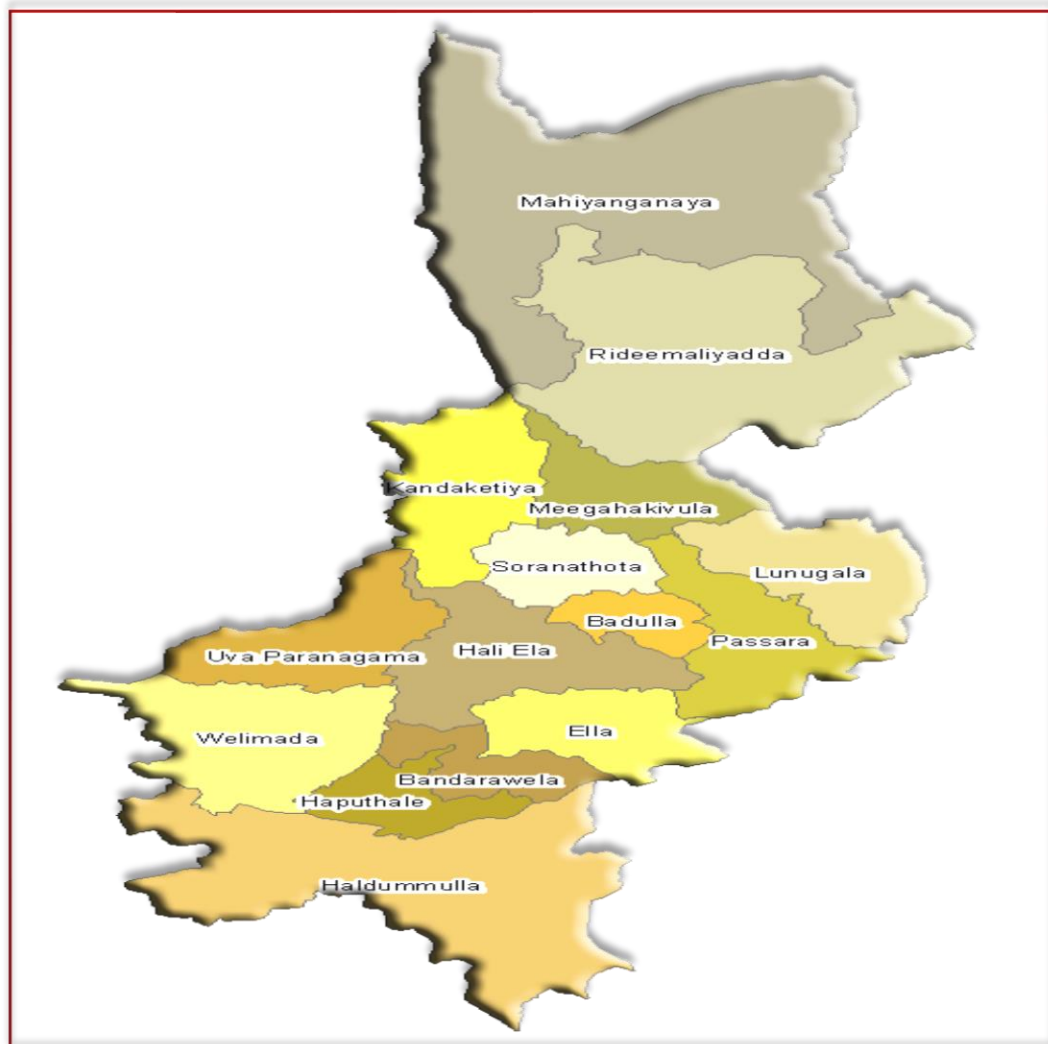 Mahiyanganaya
Rideemaliyadda
Kandaketiya
Meegahakivula
Soranathota
Lunugala
Badulla
Passara
Uva Paranagama
Hali Ela
Welimada
Ella
Bandarawela
Haputhale
Haldummulla